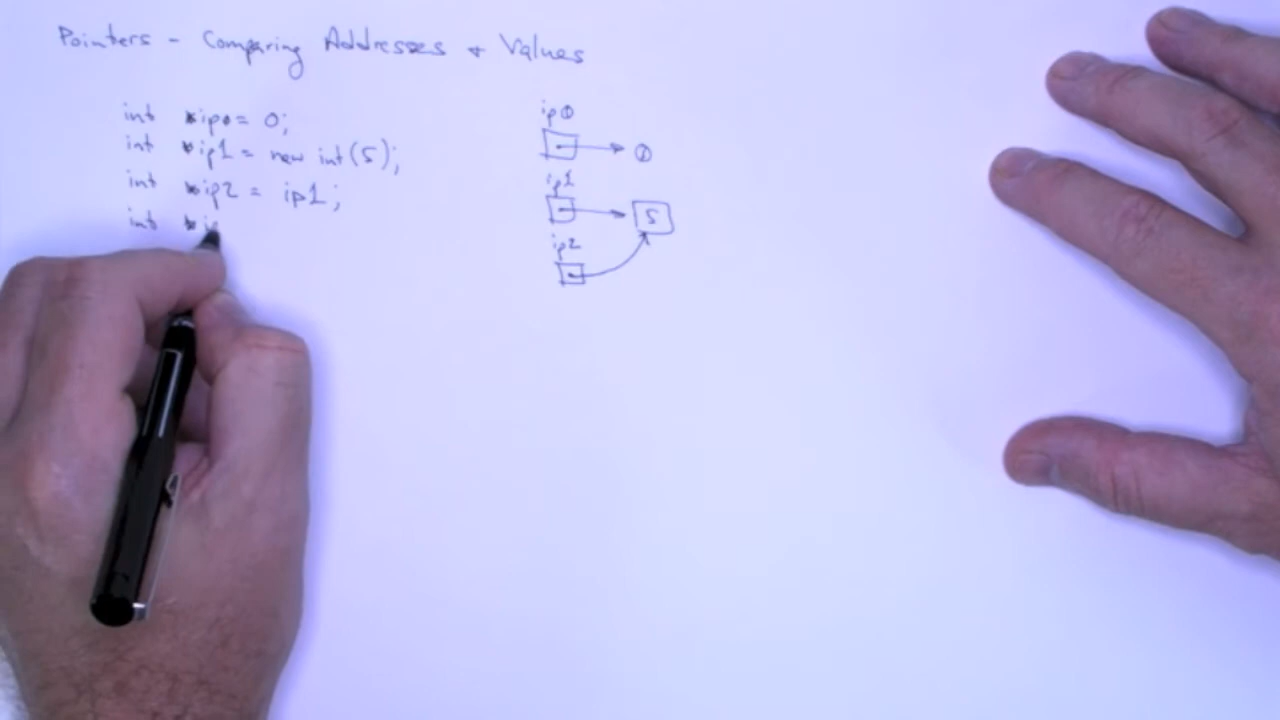 Pointers - Comparing Addresses + Values
int *ip0 = 0;
int *ip1 = new int(5);
int *ip2 = ip1;
int *i
ip0
0
ip1
5
ip2